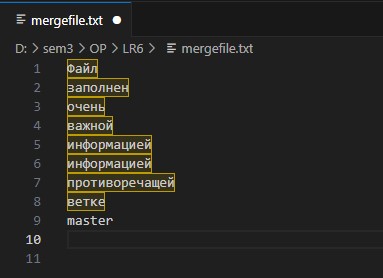 mergefile.txt
D: > sem3 > OP > LR6 > mergefile.txt
1 Файл
2 заполнен
3 очень
4 важной
5 информацией
6 информацией
7 противоречащей
8 ветке
9 master
10
11